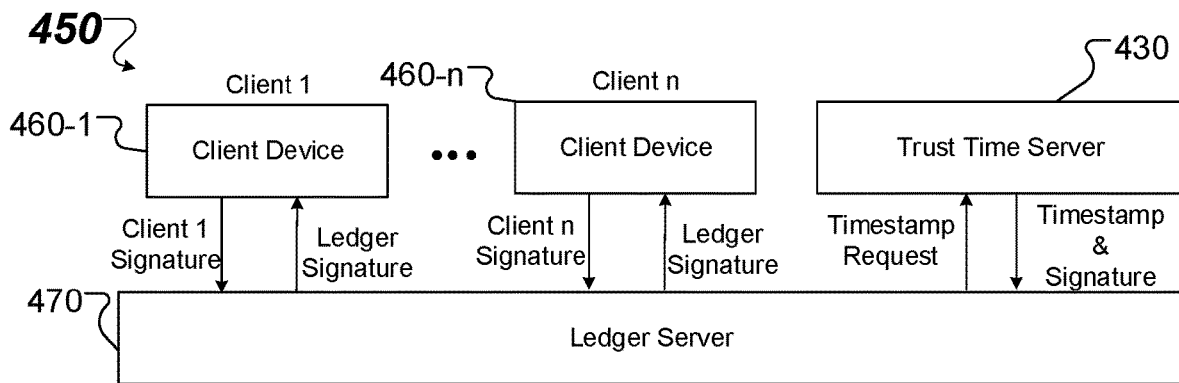 450
430
460-n
Client 1
Client n
460-1
Client Device
Client Device
Trust Time Server
Client 1
Signature
Ledger
Signature
Client n
Signature
Ledger
Signature
Timestamp
Request
Timestamp
&
Signature
470
Ledger Server